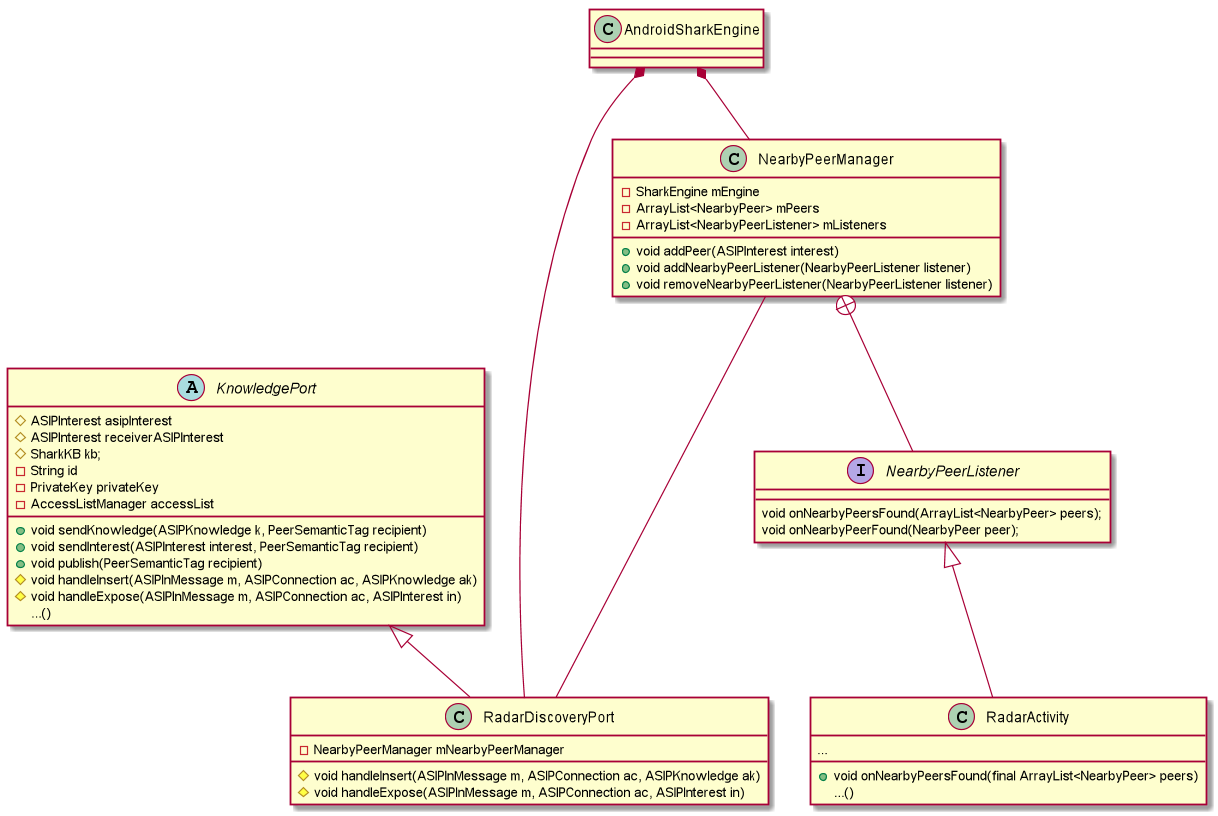 C AndroidSharkEngine
C NearbyPeerManager
SharkEngine mEngine
ArrayList<NearbyPeer> mPeers
ArrayList<NearbyPeerListener> mListeners
void addPeer(ASIPInterest interest)
void addNearbyPeerListener(NearbyPeerListener listener)
void removeNearbyPeerListener(NearbyPeerListener listener)
A KnowledgePort
ASIPInterest asipInterest
ASIPInterest receiverASIPInterest
SharkKB kb;
String id
PrivateKey privateKey
AccessListManager accessList
void sendKnowledge(ASIPKnowledge k, PeerSemanticTag recipient)
void sendInterest(ASIPInterest interest, PeerSemanticTag recipient)
void publish(PeerSemanticTag recipient)
void handleInsert(ASIPInMessage m, ASIPConnection ac, ASIPKnowledge ak)
void handleExpose(ASIPInMessage m, ASIPConnection ac, ASIPInterest in)
...()
I NearbyPeerListener
void onNearbyPeersFound(ArrayList<NearbyPeer> peers);
void onNearbyPeerFound(NearbyPeer peer);
C RadarDiscoveryPort
NearbyPeerManager mNearbyPeerManager
void handleInsert(ASIPInMessage m, ASIPConnection ac, ASIPKnowledge ak)
void handleExpose(ASIPInMessage m, ASIPConnection ac, ASIPInterest in)
C RadarActivity
...
void onNearbyPeersFound(final ArrayList<NearbyPeer> peers)
...()